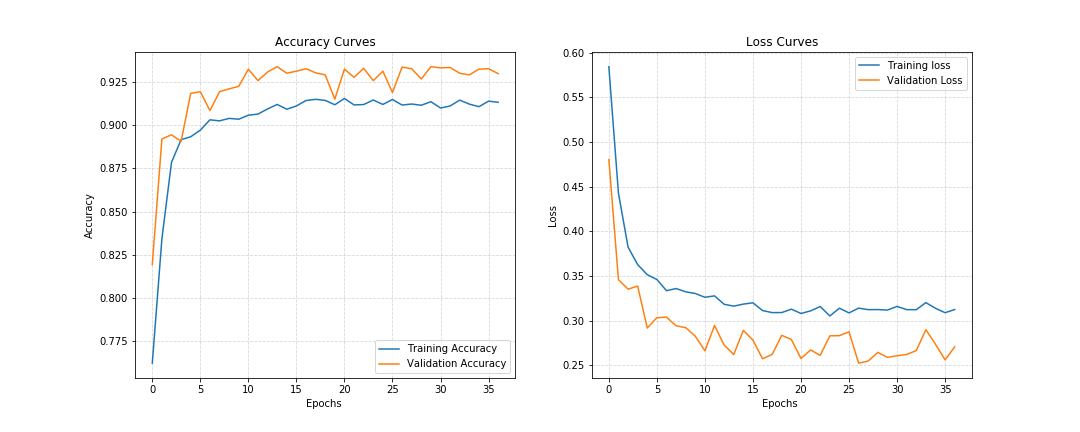 Accuracy Curves
Accuracy
0.925
0.900
0.875
0.850
0.825
0.800
0.775
0 5 10 15 20 25 30 35
Epochs
Training Accuracy
Validation Accuracy
Loss Curves
Loss
0.60
0.55
0.50
0.45
0.40
0.35
0.30
0.25
0 5 10 15 20 25 30 35
Epochs
Training loss
Validation Loss